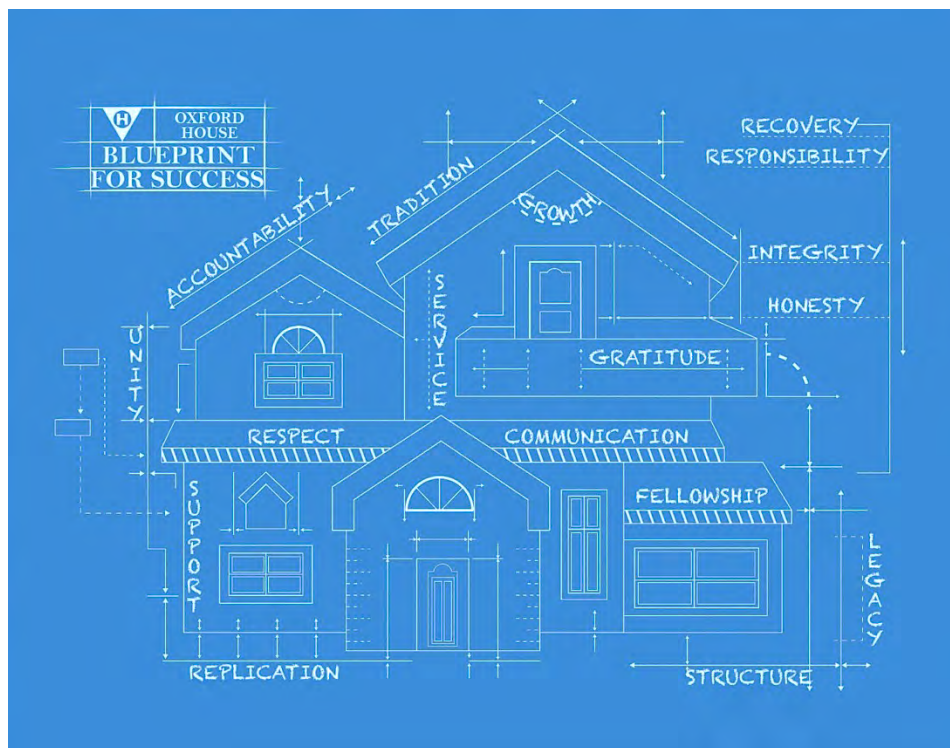 H
OXFORD
HOUSE
BLUEPRINT
FOR SUCCESS
RECOVERY
RESPONSIBILITY
TRADITION
GROWTH
ACCOUNTABILITY
INTEGRITY
SERVICE
HONESTY
UNITY
GRATITUDE
RESPECT
COMMUNICATION
SUPPORT
FELLOWSHIP
LEGACY
REPLICATION
STRUCTURE